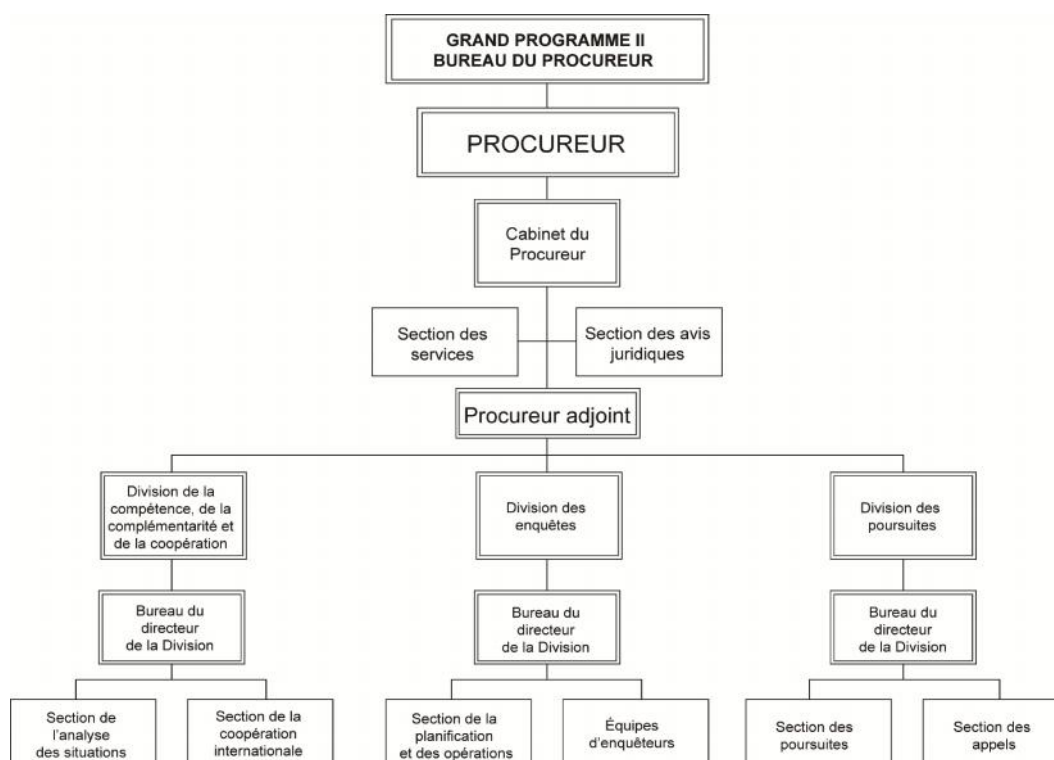 GRAND PROGRAMME II
BUREAU DU PROCUREUR
PROCUREUR
Cabinet du
Procureur
Section des
services
Section des avis
juridiques
Procureur adjoint
Division de la
compétence, de la
complémentarité et
de la coopération
Division des
enquêtes
Division des
poursuites
Bureau du
directeur
de la Division
Bureau du
directeur
de la Division
Bureau du
directeur
de la Division
Section de
l'analyse
des situations
Section de la
coopération
internationale
Section de la
planification
et des opérations
Équipes
d'enquêteurs
Section des
poursuites
Section des
appels